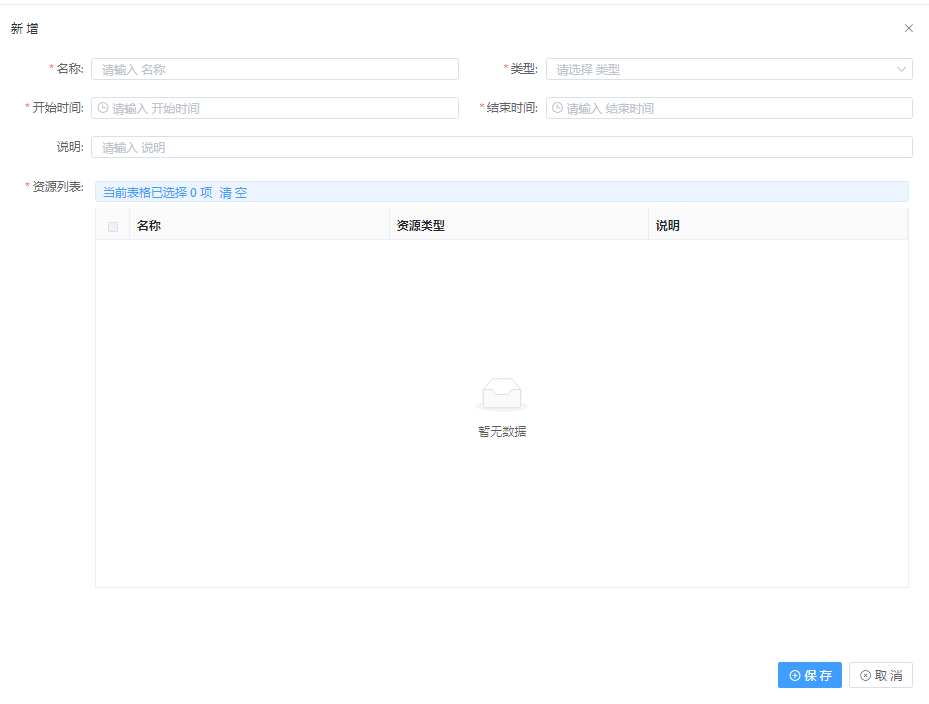 新 增
* 名称: 请输入 名称 * 类型: 请选择 类型
* 开始时间: 请输入 开始时间 * 结束时间: 请输入 结束时间
说明: 请输入 说明
* 资源列表: 当前表格已选择 0 项 清 空
名称 资源类型 说明
暂无数据
保 存 取 消